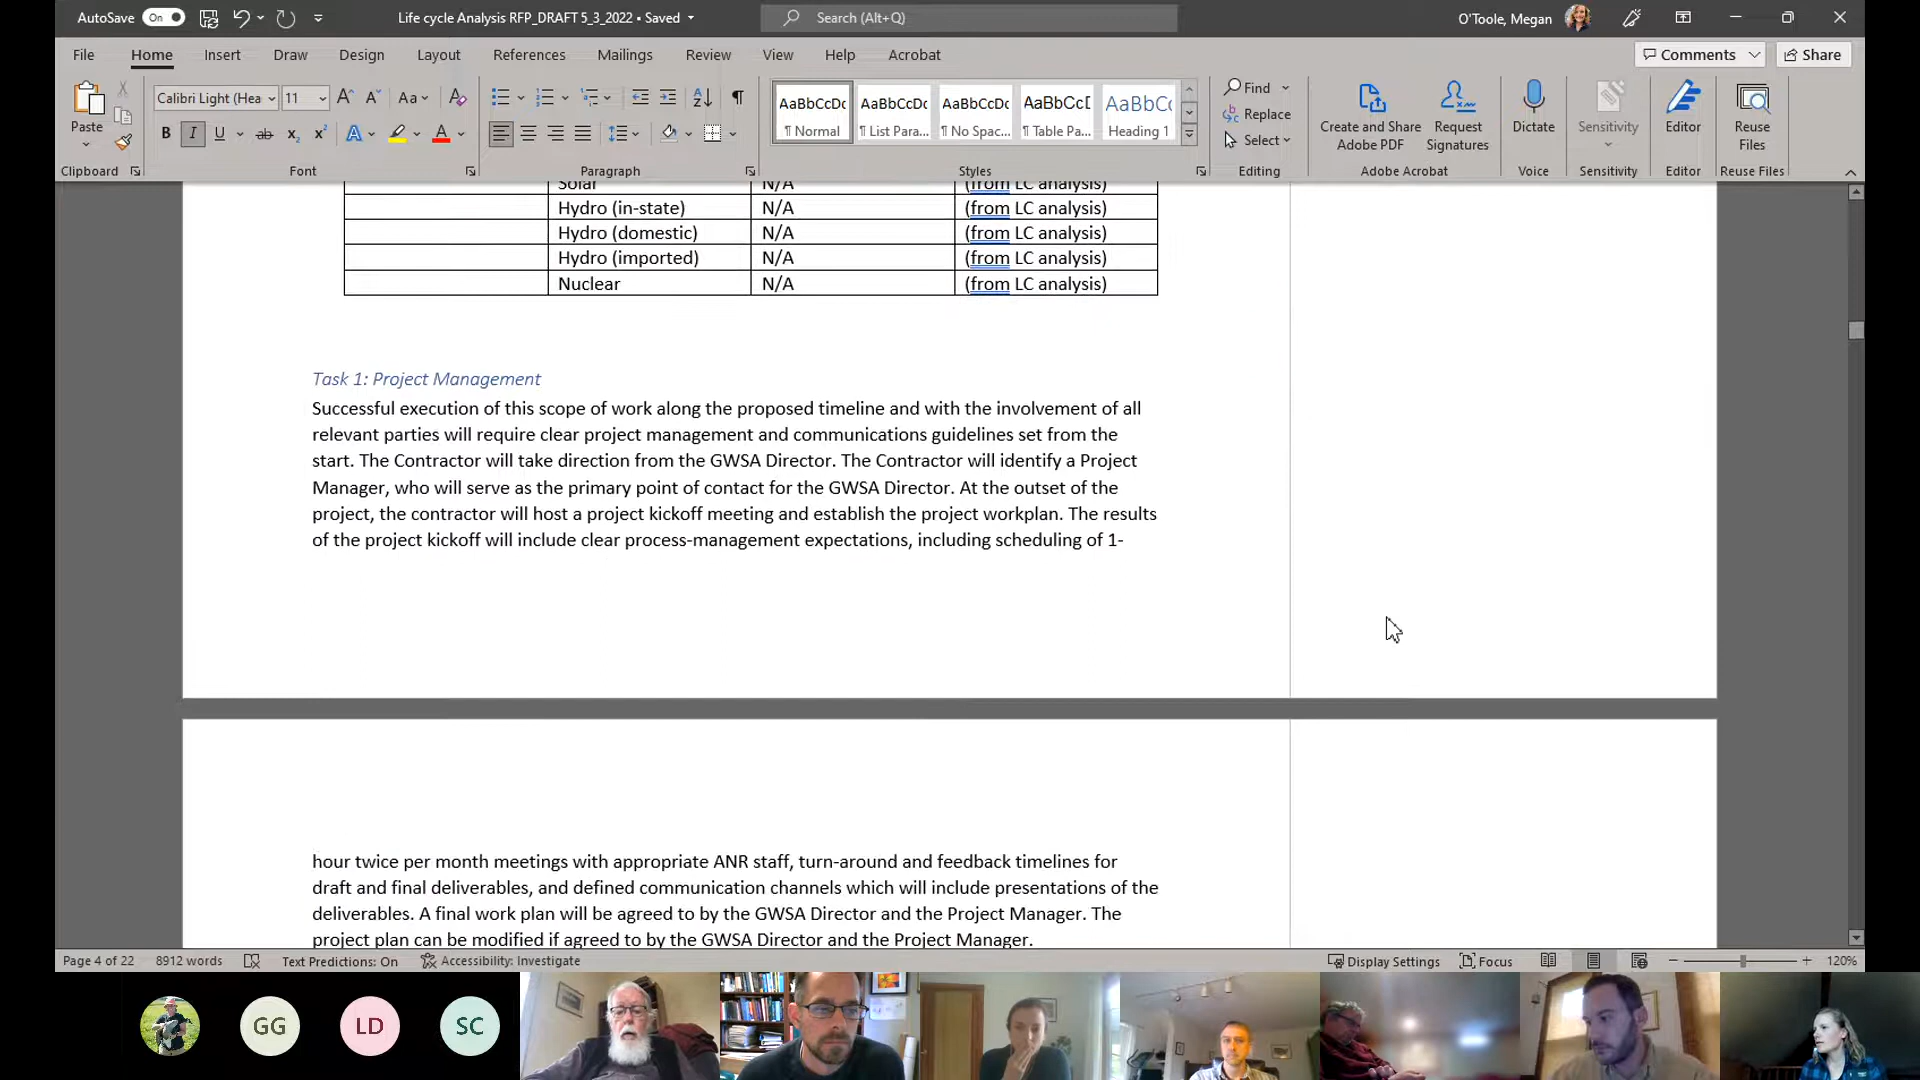 AutoSave
On
Life cycle Analysis RFP_DRAFT 5_3_2022 • Saved
Search (Alt+Q)
O'Toole, Megan
File
Home
Insert
Draw
Design
Layout
References
Mailings
Review
View
Help
Acrobat
Comments
Share
Paste
Clipboard
Calibri Light (Hea
11
Font
Paragraph
AaBbCcDc
¶ Normal
AaBbCcDc
¶ List Para...
AaBbCcDc
¶ No Spac...
AaBbCcD
¶ Table Pa...
AaBbCc
Heading 1
Styles
Find
Replace
Select
Editing
Create and Share
Adobe PDF
Request
Signatures
Adobe Acrobat
Dictate
Voice
Sensitivity
Sensitivity
Editor
Editor
Reuse
Files
Reuse Files
Solar N/A (from LC analysis)
Hydro (in-state) N/A (from LC analysis)
Hydro (domestic) N/A (from LC analysis)
Hydro (imported) N/A (from LC analysis)
Nuclear N/A (from LC analysis)
Task 1: Project Management
Successful execution of this scope of work along the proposed timeline and with the involvement of all
relevant parties will require clear project management and communications guidelines set from the
start. The Contractor will take direction from the GWSA Director. The Contractor will identify a Project
Manager, who will serve as the primary point of contact for the GWSA Director. At the outset of the
project, the contractor will host a project kickoff meeting and establish the project workplan. The results
of the project kickoff will include clear process-management expectations, including scheduling of 1-
hour twice per month meetings with appropriate ANR staff, turn-around and feedback timelines for
draft and final deliverables, and defined communication channels which will include presentations of the
deliverables. A final work plan will be agreed to by the GWSA Director and the Project Manager. The
project plan can be modified if agreed to by the GWSA Director and the Project Manager.
Page 4 of 22
8912 words
Text Predictions: On
Accessibility: Investigate
Display Settings
Focus
120%
GG
LD
SC